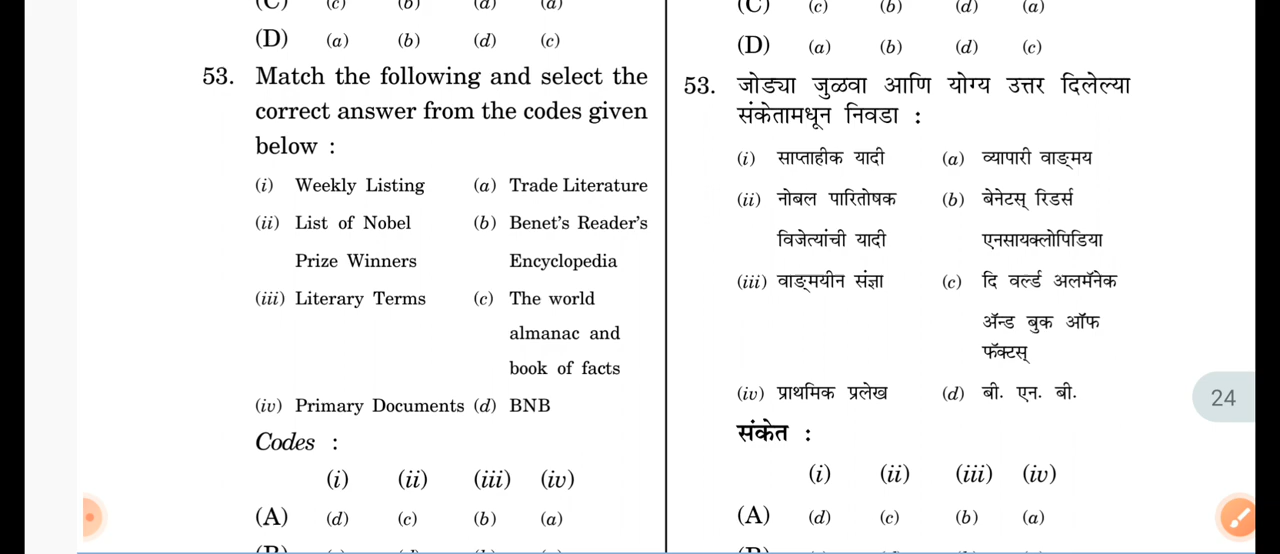 (C) (c) (b) (d) (a)
(D) (a) (b) (d) (c)
53. Match the following and select the
correct answer from the codes given
below :
(i) Weekly Listing (a) Trade Literature
(ii) List of Nobel (b) Benet's Reader's
Prize Winners Encyclopedia
(iii) Literary Terms (c) The world
almanac and
book of facts
(iv) Primary Documents (d) BNB
Codes :
(i) (ii) (iii) (iv)
(A) (d) (c) (b) (a)
(C) (c) (b) (d) (a)
(D) (a) (b) (d) (c)
53. जोड्या जुळवा आणि योग्य उत्तर दिलेल्या
संकेतामधून निवडा :
(i) साप्ताहीक यादी (a) व्यापारी वाङ्मय
(ii) नोबल पारितोषक (b) बेनेटस् रिडर्स
विजेत्यांची यादी एनसायक्लोपिडिया
(iii) वाङ्मयीन संज्ञा (c) दि वर्ल्ड अलमॅनेक
ॲन्ड बुक ऑफ
फॅक्टस्
(iv) प्राथमिक प्रलेख (d) बी. एन. बी.
संकेत :
(i) (ii) (iii) (iv)
(A) (d) (c) (b) (a)
24